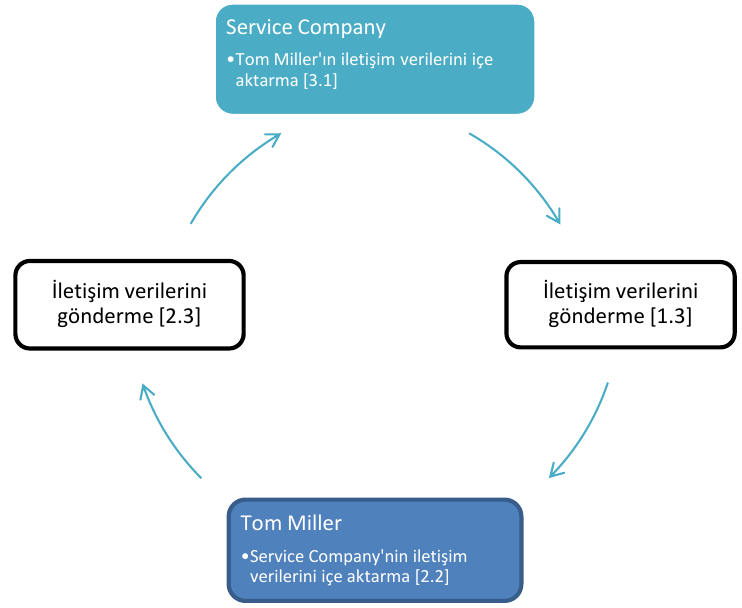 Service Company
•Tom Miller'ın iletişim verilerini içe
aktarma [3.1]
İletişim verilerini
gönderme [2.3]
İletişim verilerini
gönderme [1.3]
Tom Miller
•Service Company'nin iletişim
verilerini içe aktarma [2.2]